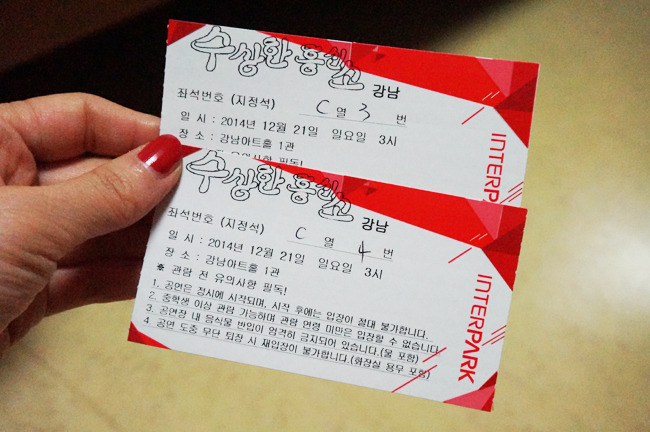 수상한 흥신소 강남
좌석번호 (지정석) C 열 3 번
일 시 : 2014년 12월 21일 일요일 3시
장 소 : 강남아트홀 1관
유의사항 필독!
INTERPARK
수상한 흥신소 강남
좌석번호 (지정석) C 열 4 번
일 시 : 2014년 12월 21일 일요일 3시
장 소 : 강남아트홀 1관
※ 관람 전 유의사항 필독!
1. 공연은 정시에 시작되며, 시작 후에는 입장이 절대 불가합니다.
2. 중학생 이상 관람 가능하며 관람 연령 미만은 입장할 수 없습니다.
3. 공연장 내 음식물 반입이 엄격히 금지되어 있습니다.(물 포함)
4. 공연 도중 무단 퇴장 시 재입장이 불가합니다.(화장실 용무 포함)
INTERPARK